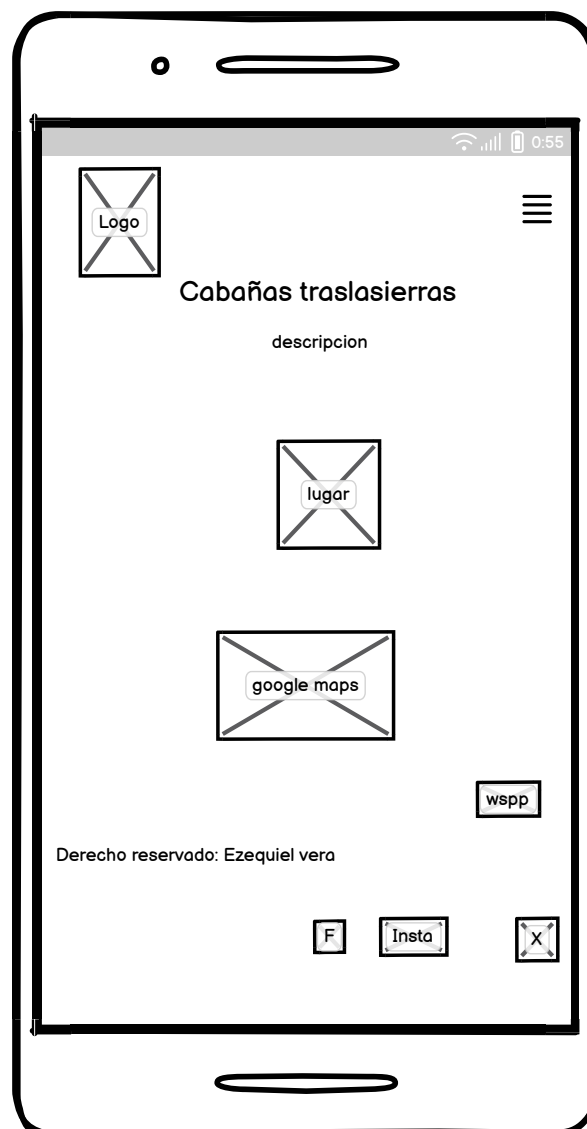 0:55
Logo
Cabañas traslasierras
descripcion
lugar
google maps
wspp
Derecho reservado: Ezequiel vera
F
Insta
X